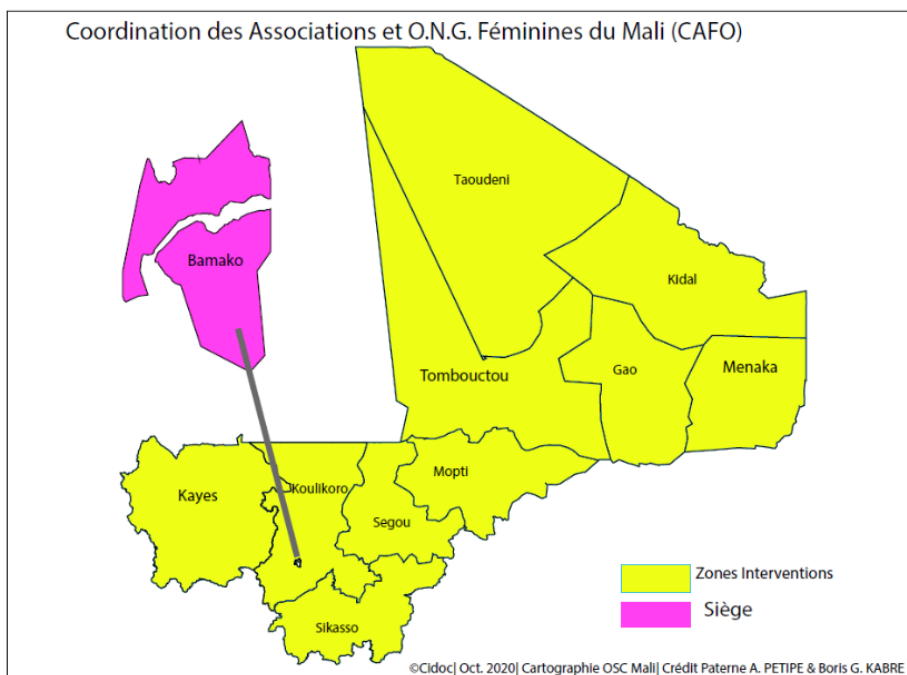 Coordination des Associations et O.N.G. Féminines du Mali (CAFO)
Taoudeni
Bamako
Kidal
Tombouctou
Gao
Menaka
Mopti
Koulikoro
Kayes
Segou
Zones Interventions
Siège
Sikasso
©Cidoc| Oct. 2020| Cartographie OSC Mali| Crédit Paterne A. PETIPE & Boris G. KABRE